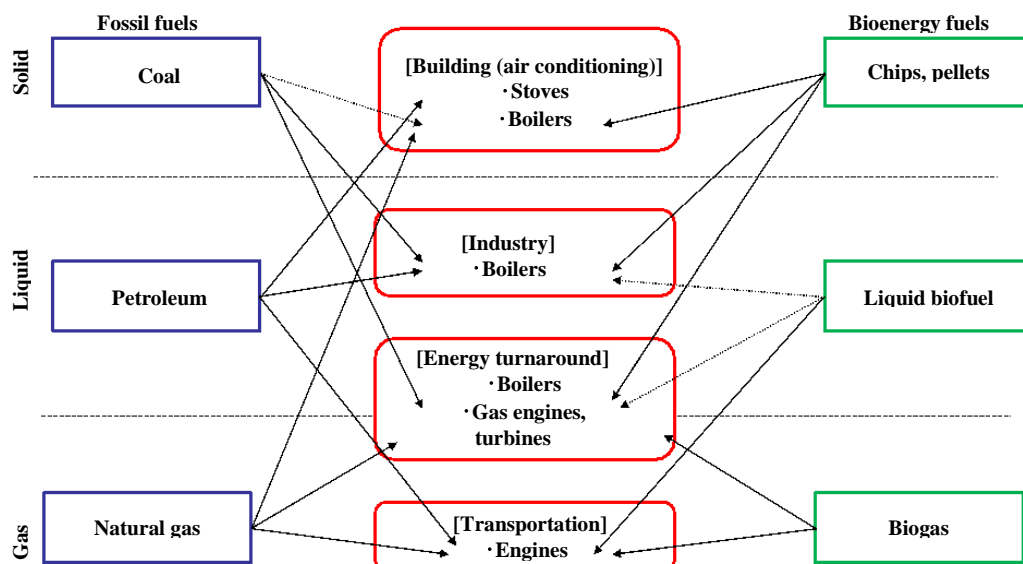 Fossil fuels
Bioenergy fuels
Solid
Coal
[Building (air conditioning)]
・Stoves
・Boilers
Chips, pellets
Liquid
Petroleum
[Industry]
・Boilers
Liquid biofuel
[Energy turnaround]
・Boilers
・Gas engines,
turbines
Gas
Natural gas
[Transportation]
・Engines
Biogas